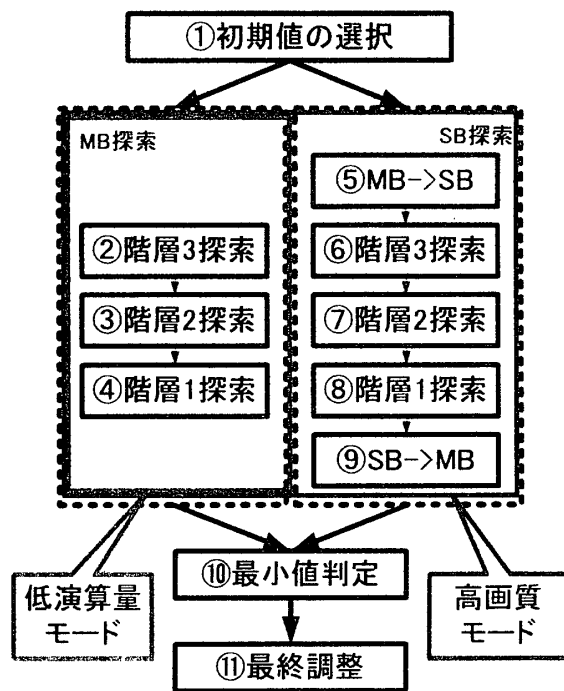 ①初期値の選択
MB探索
②階層3探索
③階層2探索
④階層1探索
SB探索
⑤MB->SB
⑥階層3探索
⑦階層2探索
⑧階層1探索
⑨SB->MB
低演算量
モード
⑩最小値判定
高画質
モード
⑪最終調整